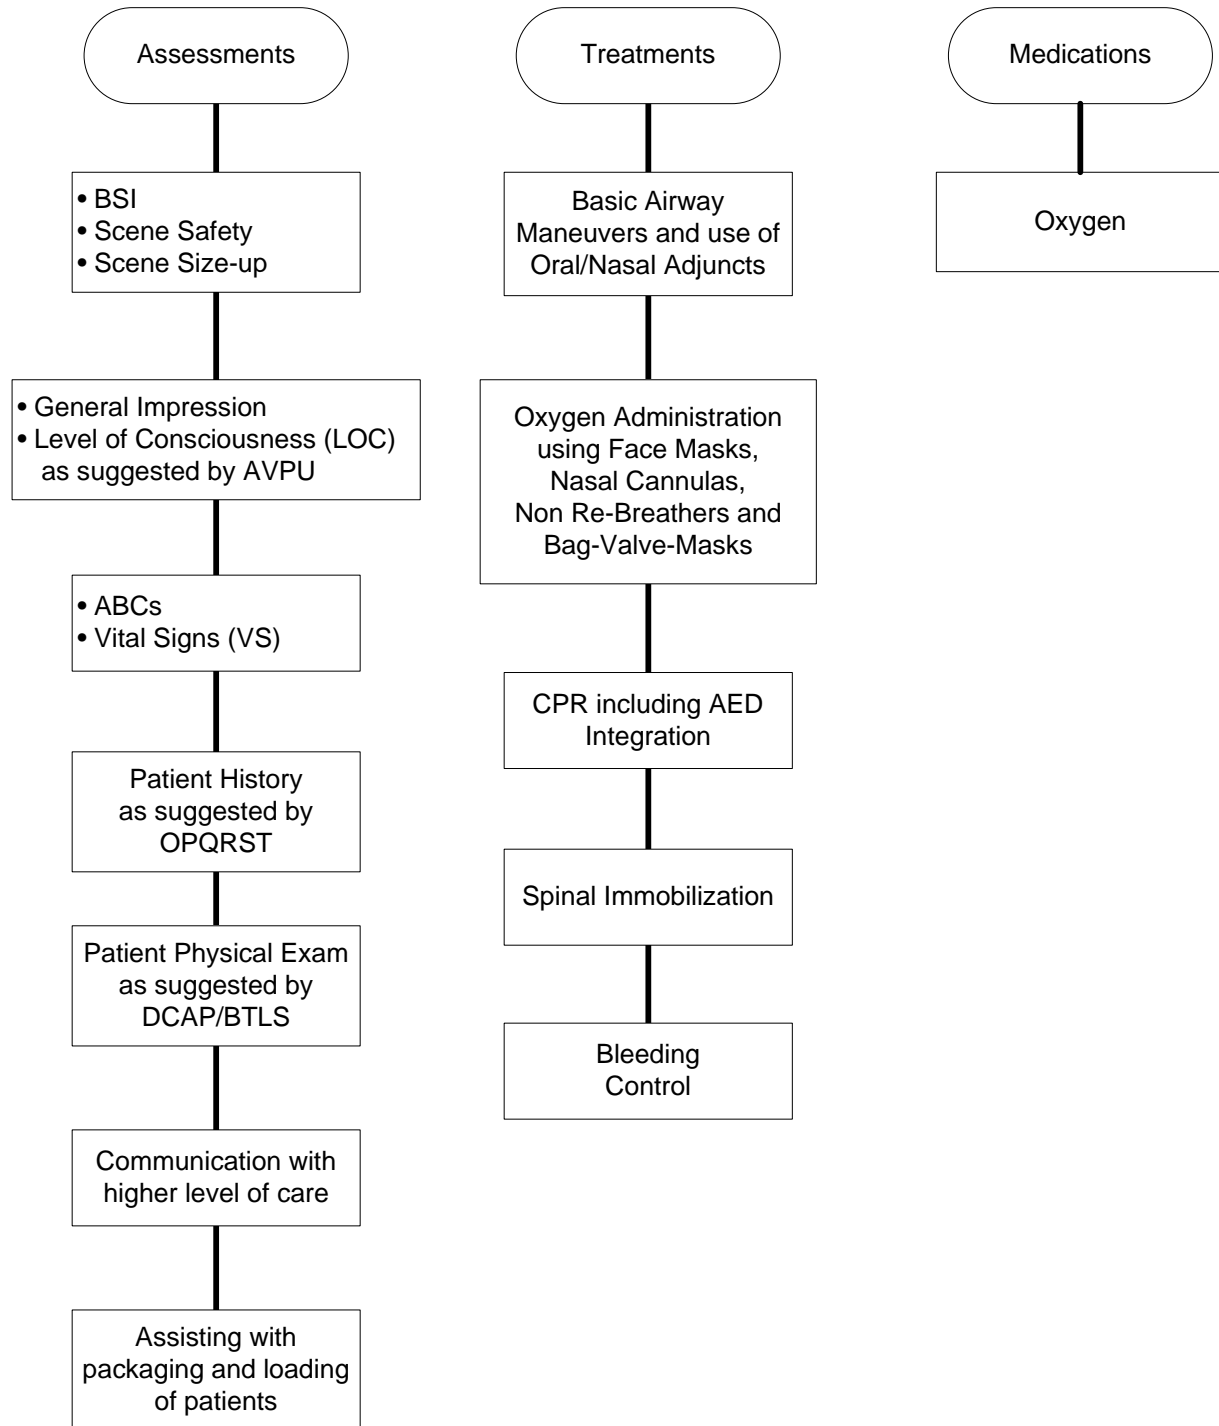 Assessments
• BSI
• Scene Safety
• Scene Size-up
• General Impression
• Level of Consciousness (LOC)
as suggested by AVPU
• ABCs
• Vital Signs (VS)
Patient History
as suggested by
OPQRST
Patient Physical Exam
as suggested by
DCAP/BTLS
Communication with
higher level of care
Assisting with
packaging and loading
of patients
Treatments
Basic Airway
Maneuvers and use of
Oral/Nasal Adjuncts
Oxygen Administration
using Face Masks,
Nasal Cannulas,
Non Re-Breathers and
Bag-Valve-Masks
CPR including AED
Integration
Spinal Immobilization
Bleeding
Control
Medications
Oxygen